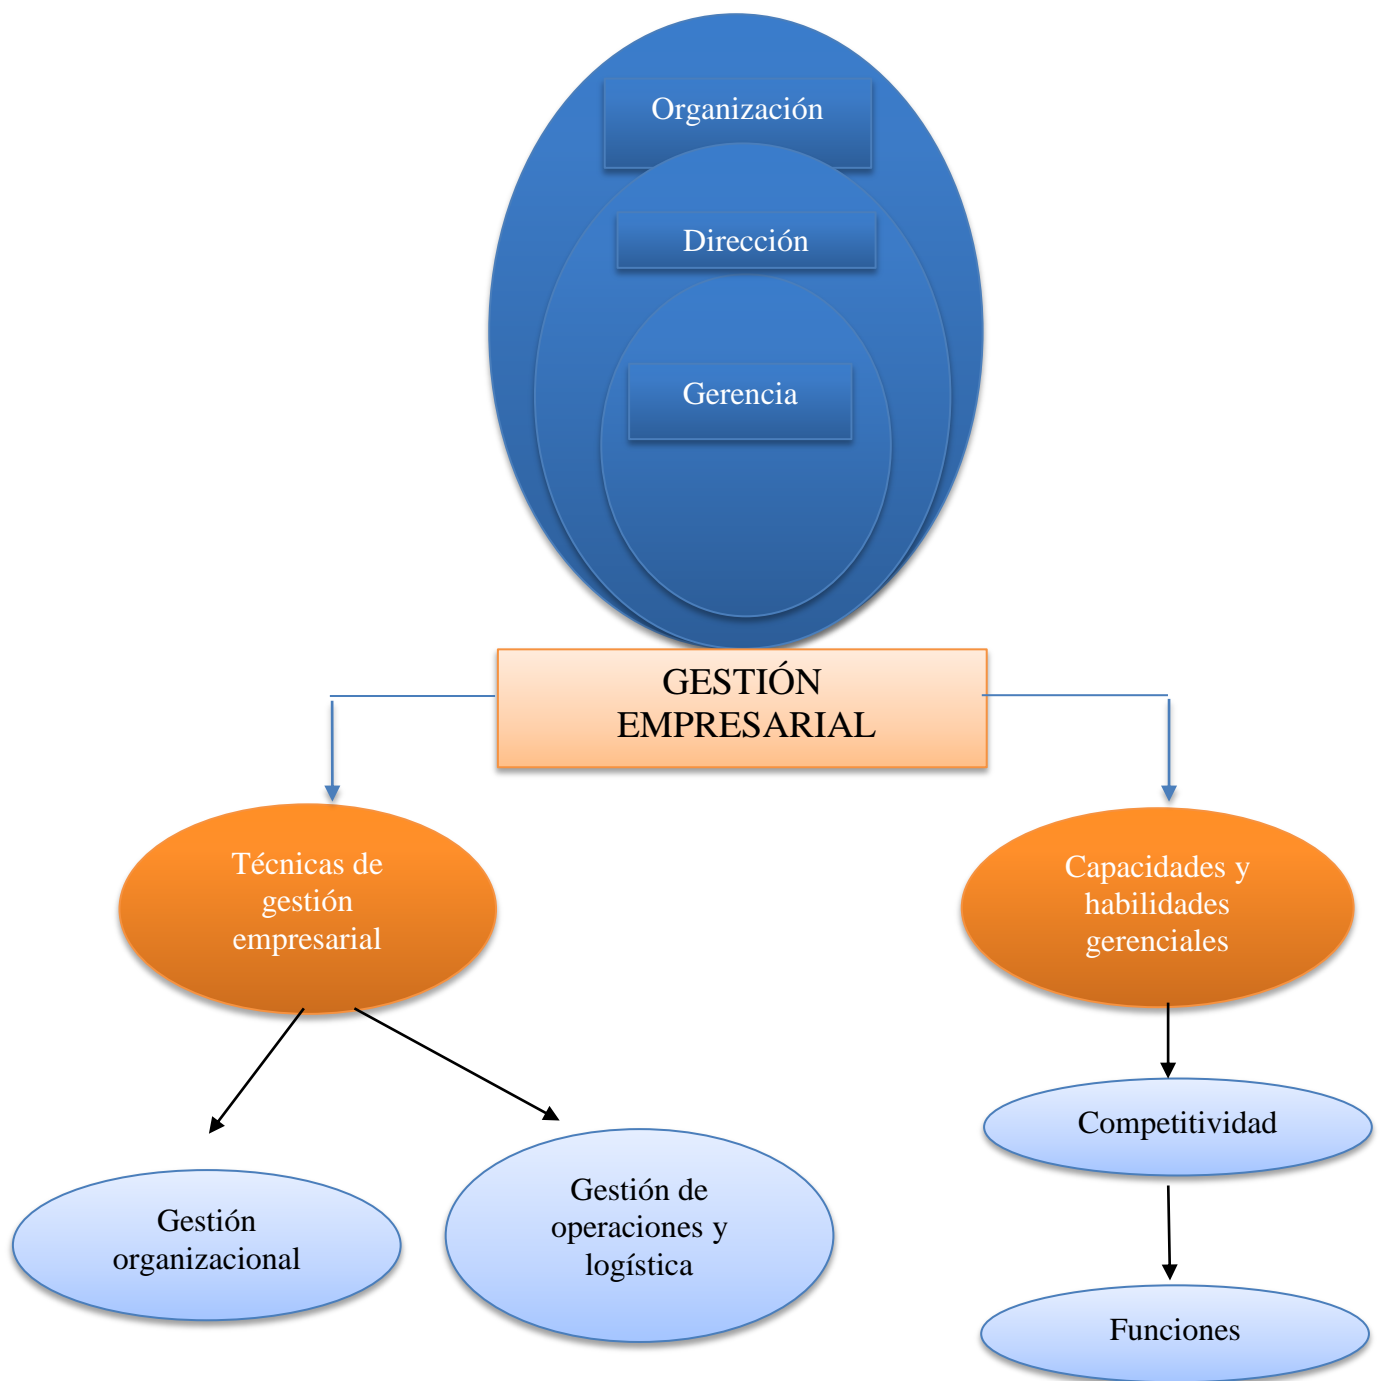 Organización
Dirección
Gerencia
GESTIÓN
EMPRESARIAL
Técnicas de
gestión
empresarial
Capacidades y
habilidades
gerenciales
Competitividad
Gestión
organizacional
Gestión de
operaciones y
logística
Funciones